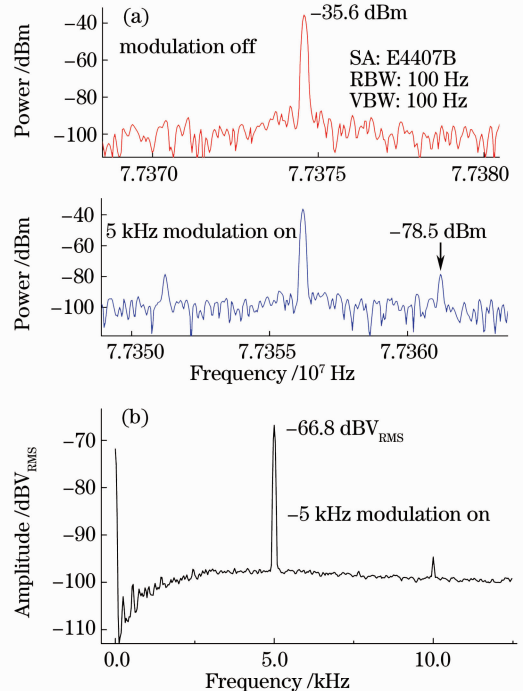 (a)
−35.6 dBm
modulation off
SA: E4407B
RBW: 100 Hz
VBW: 100 Hz
Power /dBm
−40
−60
−80
−100
7.7370
7.7375
7.7380
5 kHz modulation on
−78.5 dBm
Power /dBm
−40
−60
−80
−100
7.7350
7.7355
7.7360
Frequency /10⁷ Hz
(b)
−66.8 dBV_RMS
−5 kHz modulation on
Amplitude /dBV_RMS
−70
−80
−90
−100
−110
0.0
5.0
10.0
Frequency /kHz